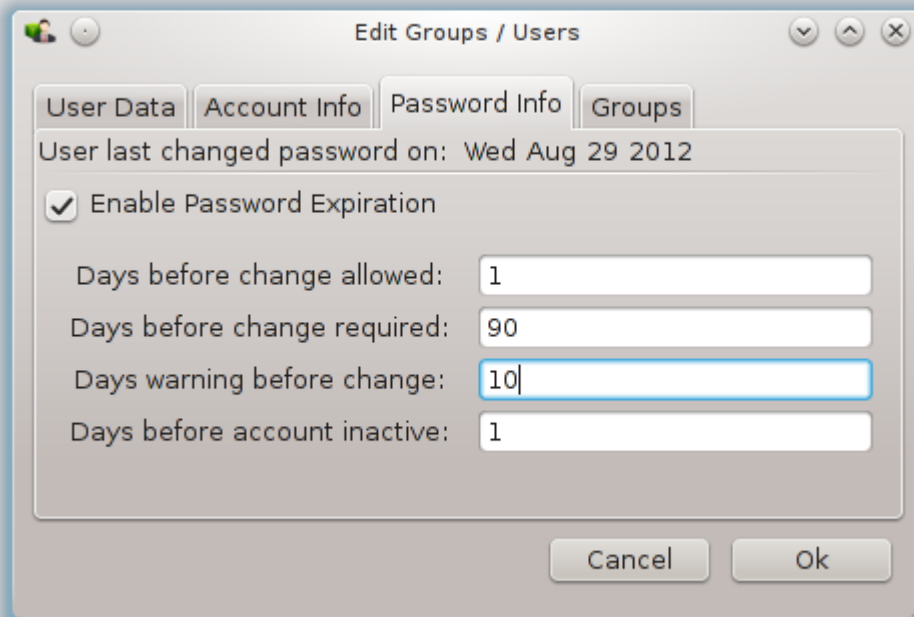 Edit Groups / Users
User Data Account Info Password Info Groups
User last changed password on: Wed Aug 29 2012
Enable Password Expiration
Days before change allowed: 1
Days before change required: 90
Days warning before change: 10
Days before account inactive: 1
Cancel Ok